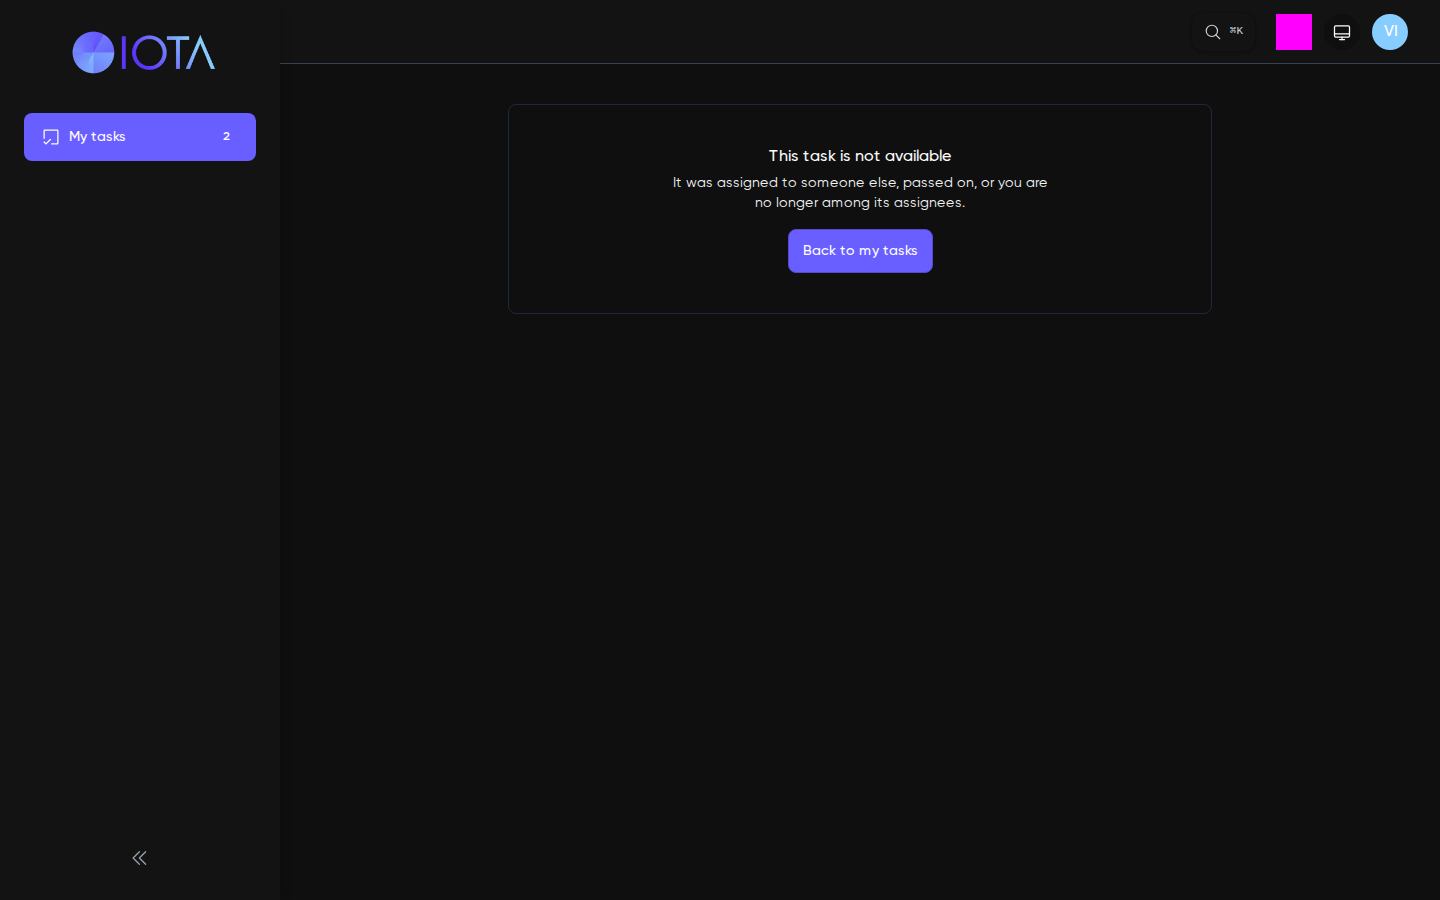 IOTA
⌘K
VI
My tasks
2
This task is not available
It was assigned to someone else, passed on, or you are
no longer among its assignees.
Back to my tasks